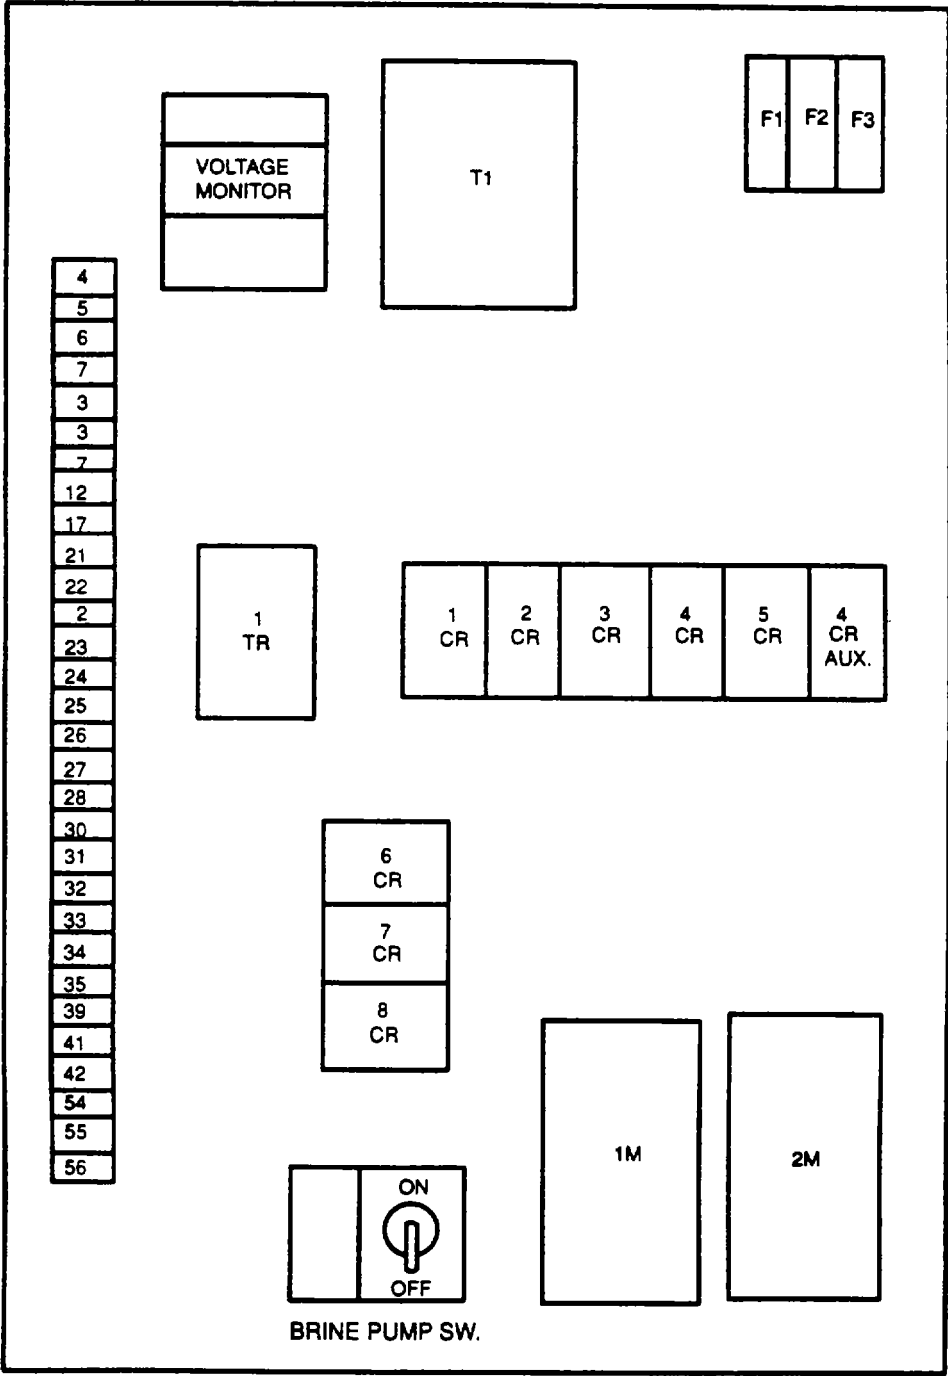 VOLTAGE
MONITOR
T1
F1 F2 F3
4
5
6
7
3
3
7
12
17
21
22
2
23
24
25
26
27
28
30
31
32
33
34
35
39
41
42
54
55
56
1
TR
1
CR
2
CR
3
CR
4
CR
5
CR
4
CR
AUX.
6
CR
7
CR
8
CR
1M
2M
ON
OFF
BRINE PUMP SW.